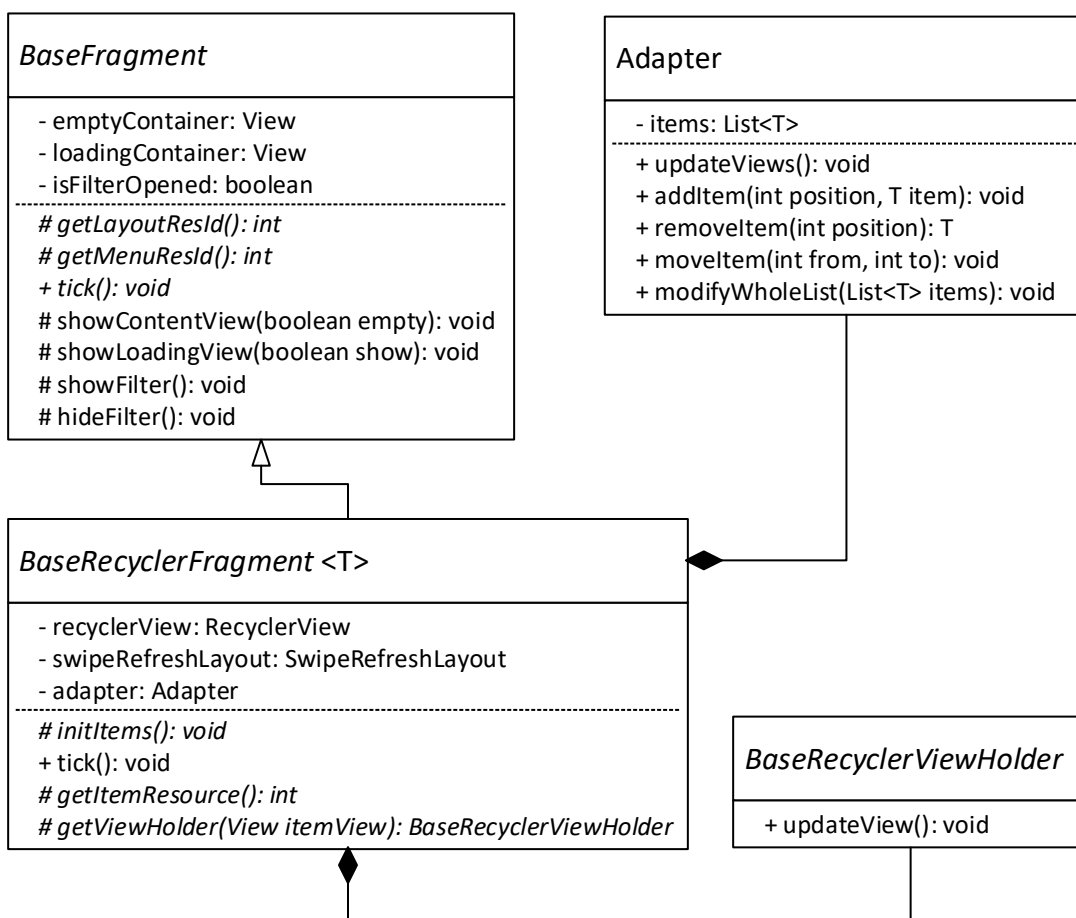 BaseFragment
- emptyContainer: View
- loadingContainer: View
- isFilterOpened: boolean
# getLayoutResId(): int
# getMenuResId(): int
+ tick(): void
# showContentView(boolean empty): void
# showLoadingView(boolean show): void
# showFilter(): void
# hideFilter(): void
Adapter
- items: List<T>
+ updateViews(): void
+ addItem(int position, T item): void
+ removeItem(int position): T
+ moveItem(int from, int to): void
+ modifyWholeList(List<T> items): void
BaseRecyclerFragment <T>
- recyclerView: RecyclerView
- swipeRefreshLayout: SwipeRefreshLayout
- adapter: Adapter
# initItems(): void
+ tick(): void
# getItemResource(): int
# getViewHolder(View itemView): BaseRecyclerViewHolder
BaseRecyclerViewHolder
+ updateView(): void